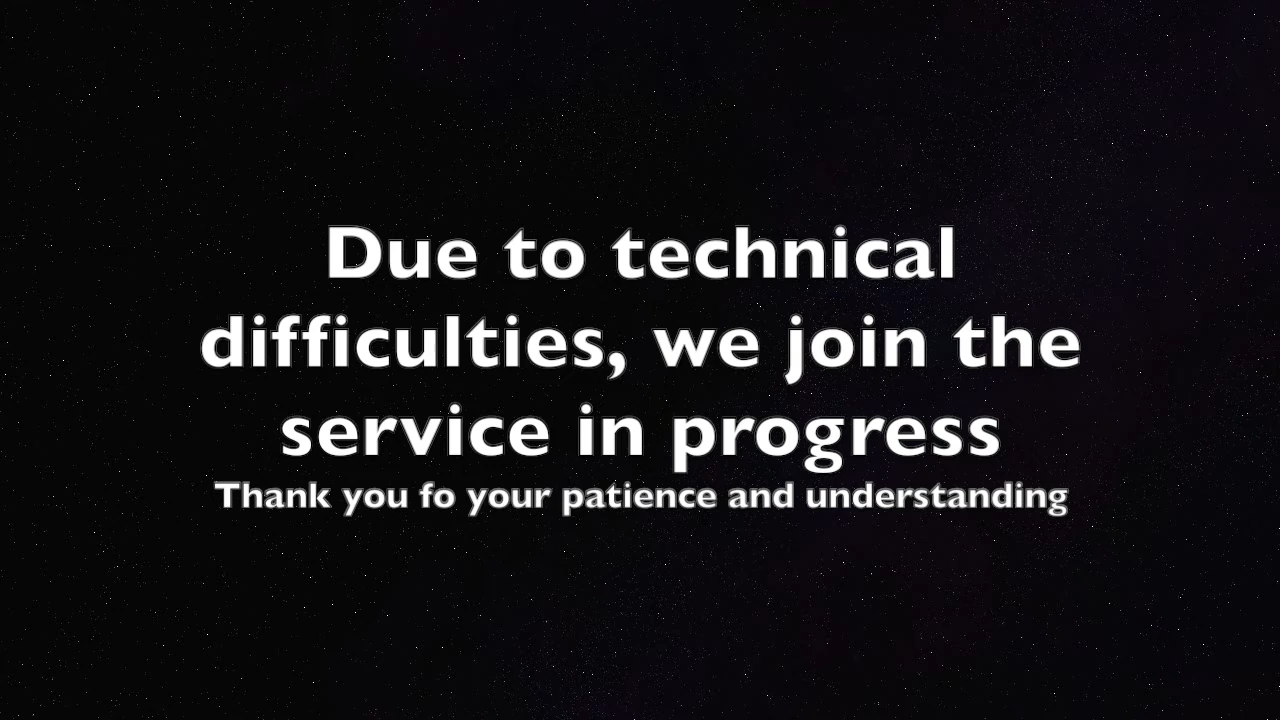 Due to technical
difficulties, we join the
service in progress
Thank you fo your patience and understanding